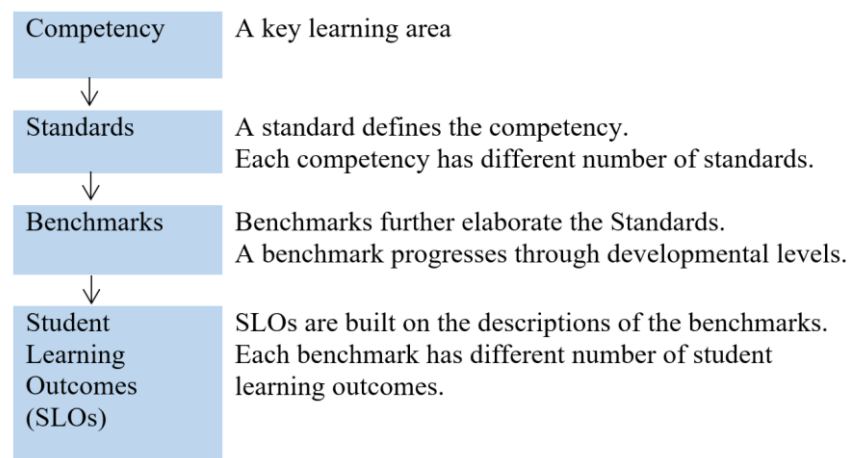 Competency
A key learning area
Standards
A standard defines the competency.
Each competency has different number of standards.
Benchmarks
Benchmarks further elaborate the Standards.
A benchmark progresses through developmental levels.
Student
Learning
Outcomes
(SLOs)
SLOs are built on the descriptions of the benchmarks.
Each benchmark has different number of student
learning outcomes.